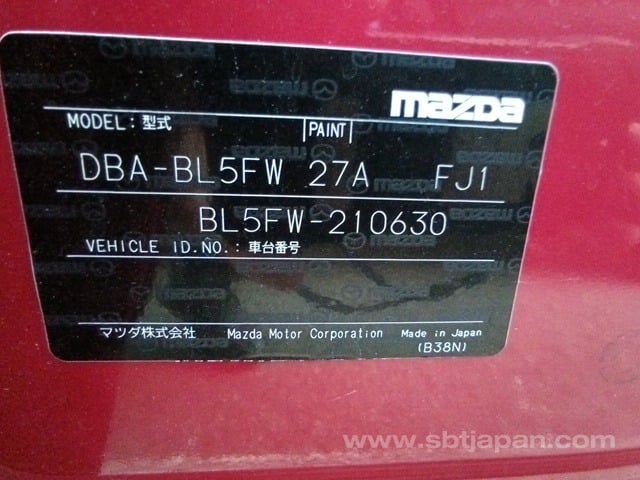 mazda
MODEL: 型式 PAINT
DBA-BL5FW 27A FJ1
BL5FW-210630
VEHICLE ID.NO.: 車台番号
マツダ株式会社 Mazda Motor Corporation Made in Japan
(B38N)
www.sbtjapan.com